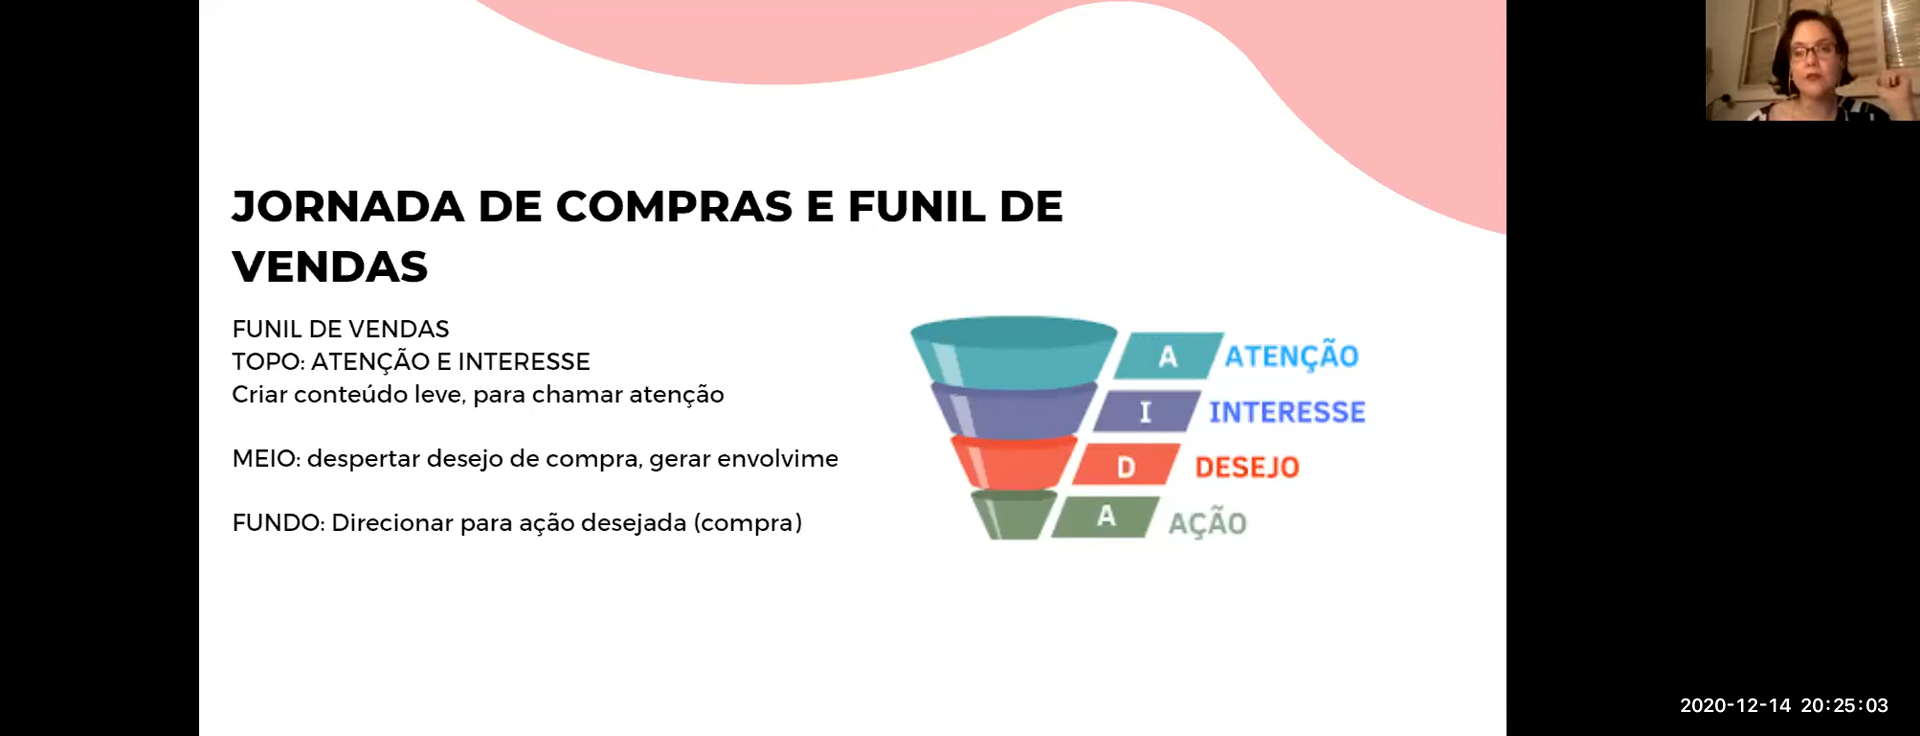 JORNADA DE COMPRAS E FUNIL DE
VENDAS
FUNIL DE VENDAS
TOPO: ATENÇÃO E INTERESSE
Criar conteúdo leve, para chamar atenção
MEIO: despertar desejo de compra, gerar envolvime
FUNDO: Direcionar para ação desejada (compra)
A ATENÇÃO
I INTERESSE
D DESEJO
A AÇÃO
2020-12-14 20:25:03